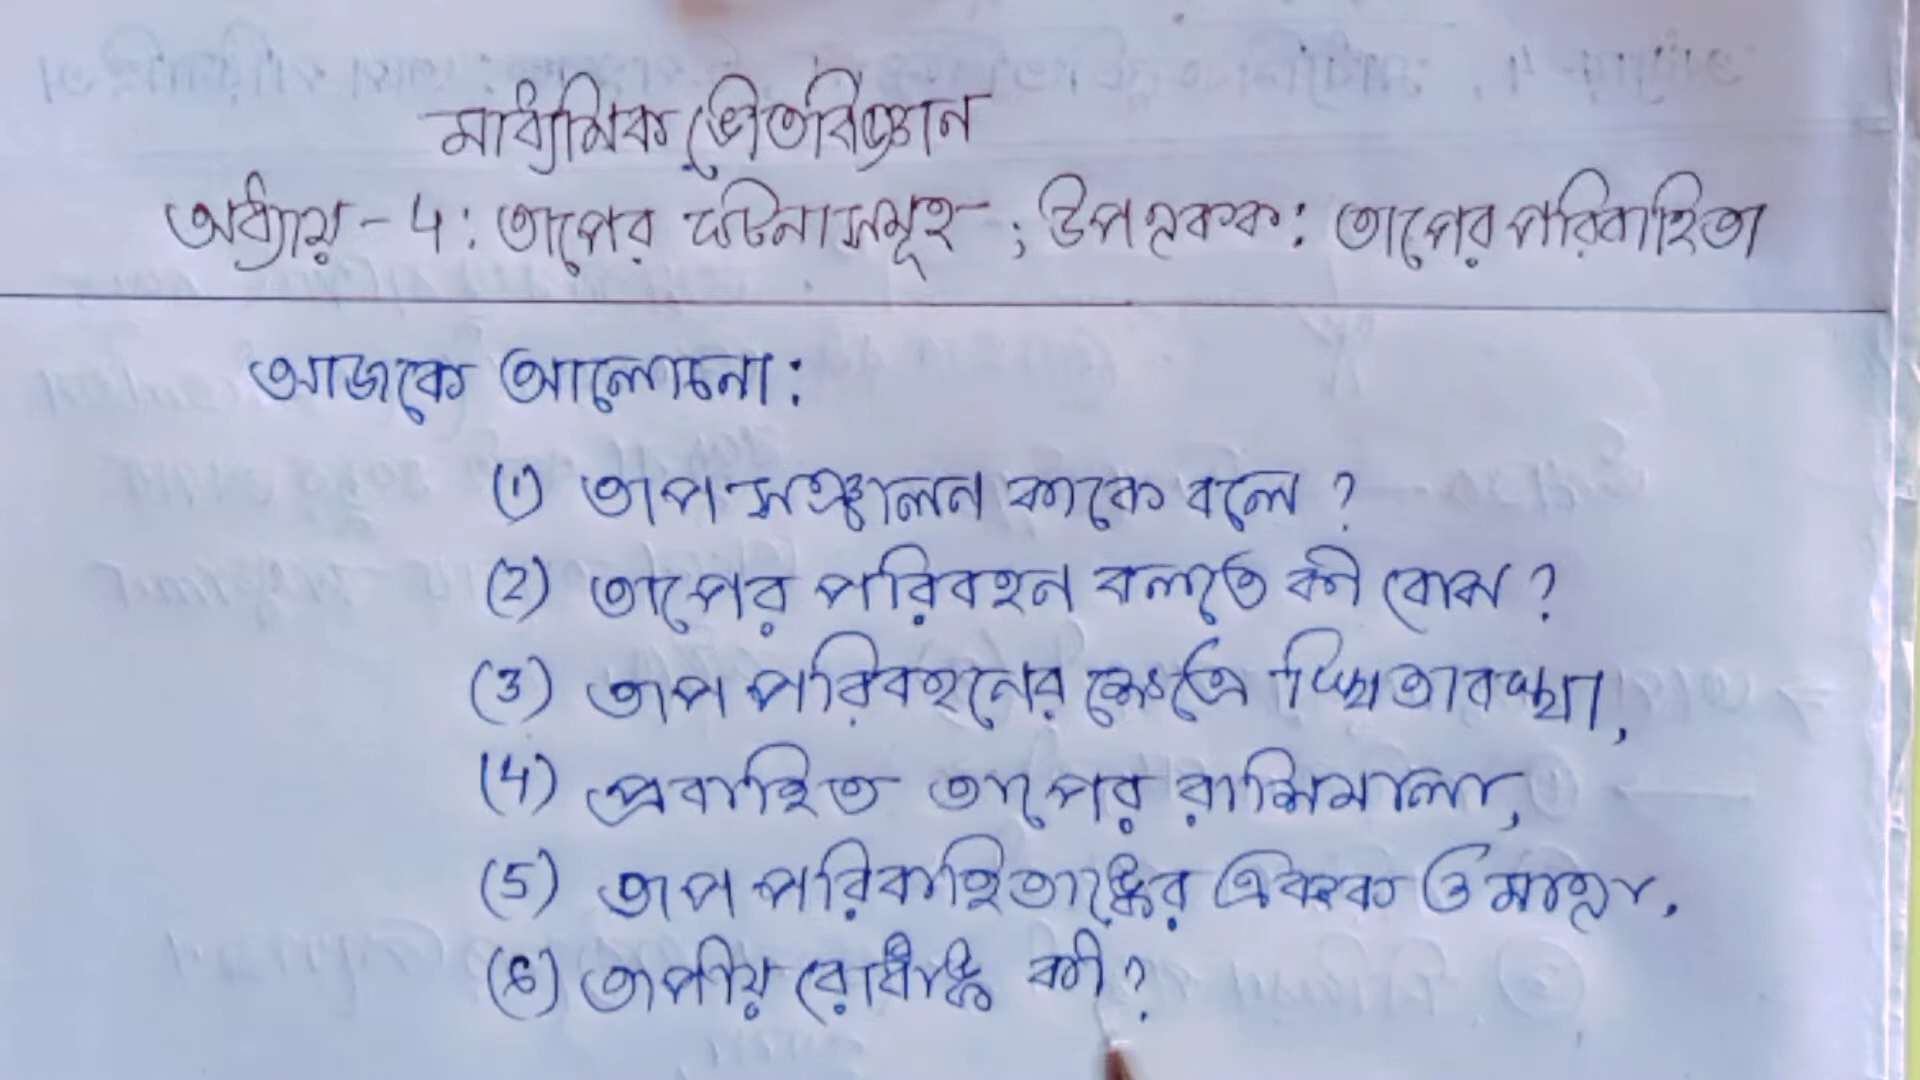 মাধ্যমিক ভৌতবিজ্ঞান
অধ্যায় - 4 : তাপের ঘটনাসমূহ ; উপএকক : তাপের পরিবাহিতা
আজকে আলোচনা :
(1) তাপ সঞ্চালন কাকে বলে ?
(2) তাপের পরিবহন বলতে কী বোঝ ?
(3) তাপ পরিবহনের ক্ষেত্রে স্থিতাবস্থা,
(4) প্রবাহিত তাপের রাশিমালা,
(5) তাপ পরিবাহিতাঙ্কের একক ও মাত্রা,
(6) তাপীয় রোধাঙ্ক কী ?